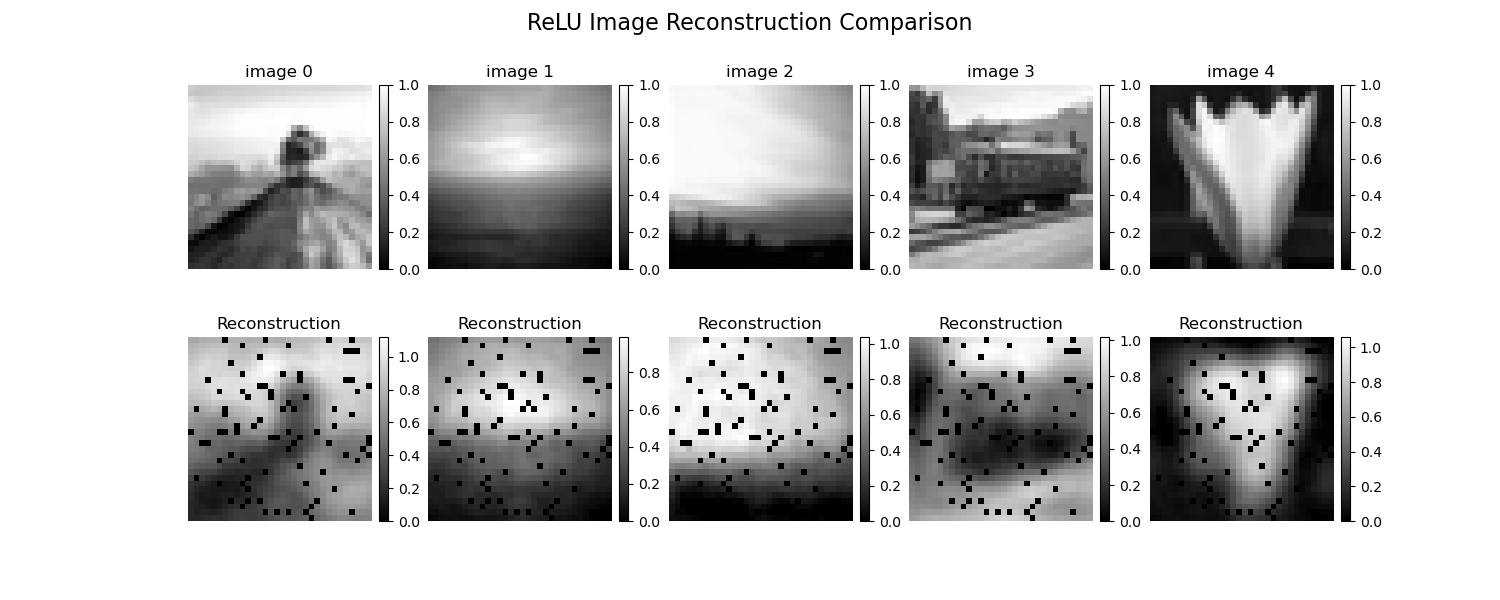 ReLU Image Reconstruction Comparison
image 0 image 1 image 2 image 3 image 4
1.0 1.0 1.0 1.0 1.0
0.8 0.8 0.8 0.8 0.8
0.6 0.6 0.6 0.6 0.6
0.4 0.4 0.4 0.4 0.4
0.2 0.2 0.2 0.2 0.2
0.0 0.0 0.0 0.0 0.0
Reconstruction Reconstruction Reconstruction Reconstruction Reconstruction
1.0 0.8 1.0 1.0 1.0
0.8 0.6 0.8 0.8 0.8
0.6 0.4 0.6 0.6 0.6
0.4 0.2 0.4 0.4 0.4
0.2 0.0 0.2 0.2 0.2
0.0 0.0 0.0 0.0